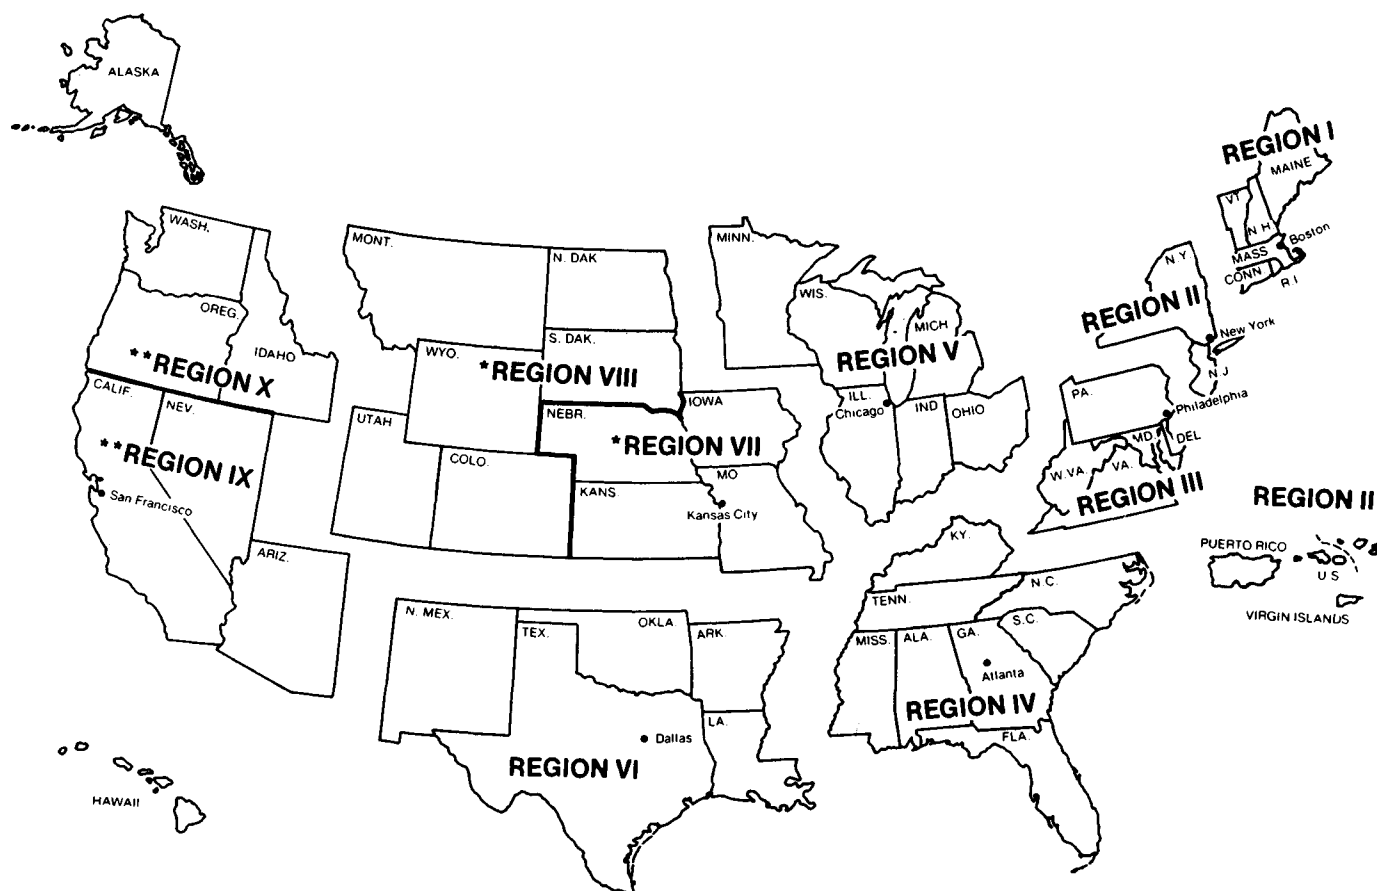 ALASKA
REGION I
MAINE
VT
N H
MASS
Boston
CONN
R.I
WASH.
OREG.
IDAHO
**REGION X
MONT.
N. DAK
S. DAK.
WYO.
*REGION VIII
UTAH
COLO.
MINN.
WIS.
MICH
REGION V
ILL.
Chicago
IND
OHIO
N.Y.
REGION II
New York
N.J
PA.
Philadelphia
MD.
DEL
W.VA.
VA.
REGION III
CALIF.
NEV.
**REGION IX
San Francisco
ARIZ.
NEBR.
IOWA
*REGION VII
KANS.
MO
Kansas City
REGION II
PUERTO RICO
U S
VIRGIN ISLANDS
KY.
TENN.
N.C.
S.C.
MISS.
ALA.
GA.
Atlanta
REGION IV
FLA.
N. MEX.
TEX.
OKLA.
ARK.
LA.
Dallas
REGION VI
HAWAII